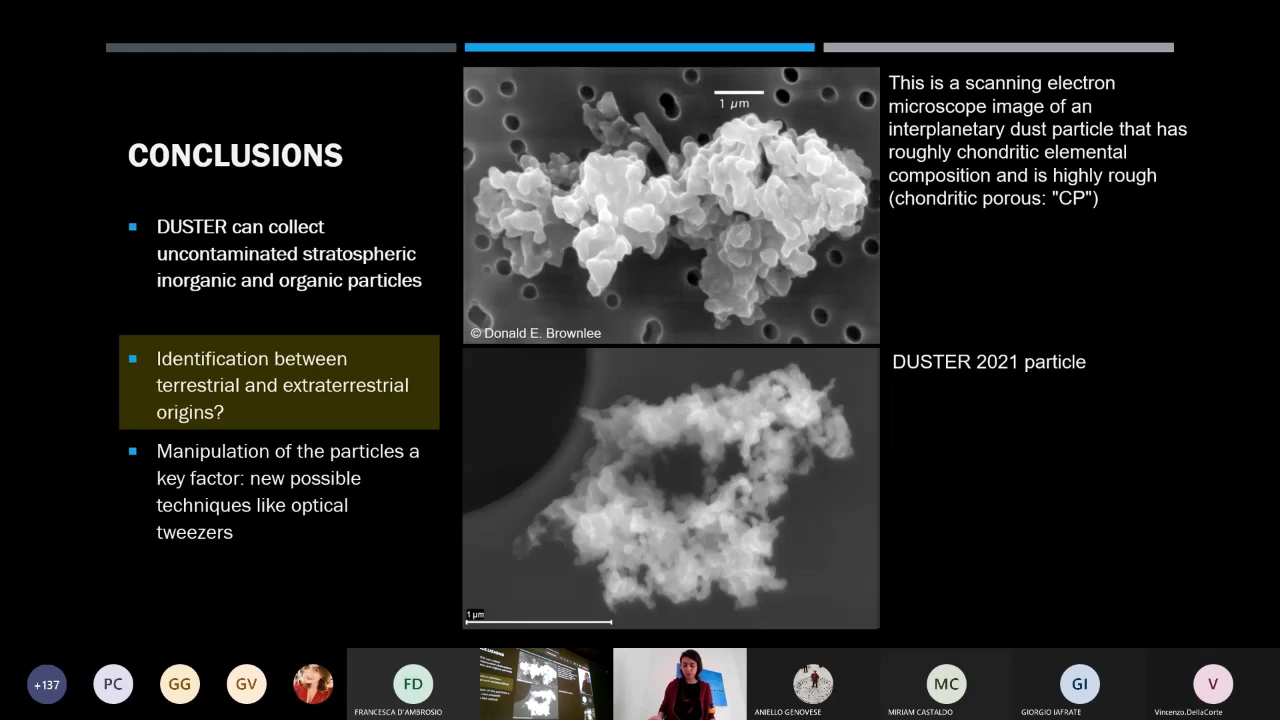 CONCLUSIONS
DUSTER can collect
uncontaminated stratospheric
inorganic and organic particles
Identification between
terrestrial and extraterrestrial
origins?
Manipulation of the particles a
key factor: new possible
techniques like optical
tweezers
1 µm
© Donald E. Brownlee
This is a scanning electron
microscope image of an
interplanetary dust particle that has
roughly chondritic elemental
composition and is highly rough
(chondritic porous: "CP")
1 µm
DUSTER 2021 particle
+137
PC
GG
GV
FD
FRANCESCA D'AMBROSIO
ANIELLO GENOVESE
MC
MIRIAM CASTALDO
GI
GIORGIO IAFRATE
V
Vincenzo.DellaCorte